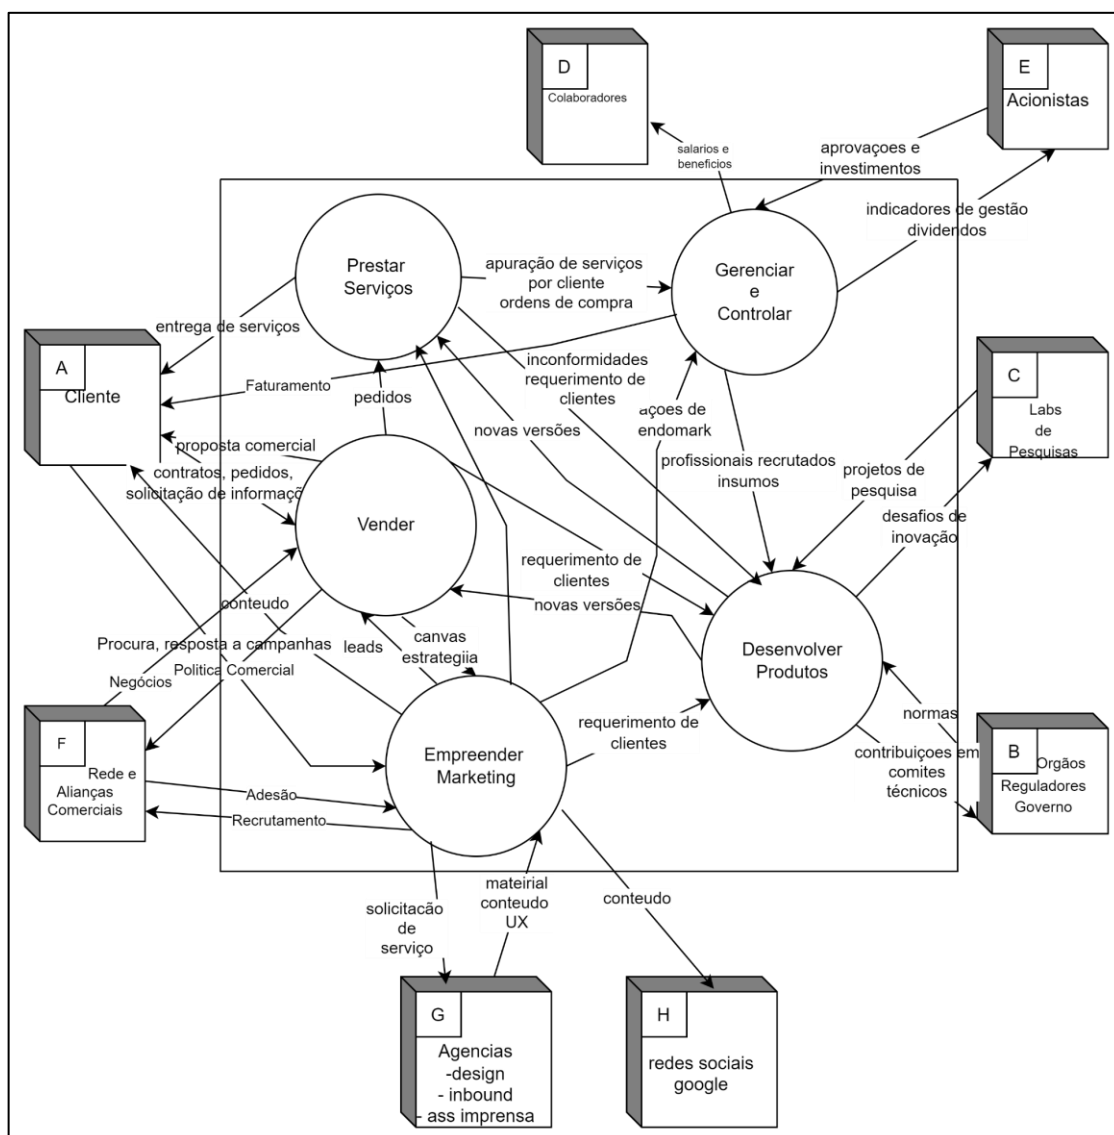 D
Colaboradores
E
Acionistas
salarios e
beneficios
aprovaçoes e
investimentos
indicadores de gestão
dividendos
Prestar
Serviços
apuração de serviços
por cliente
ordens de compra
Gerenciar
e
Controlar
entrega de serviços
A
Cliente
Faturamento
pedidos
inconformidades
requerimento de
clientes
novas versões
açoes de
endomark
profissionais recrutados
insumos
C
Labs
de
Pesquisas
projetos de
pesquisa
desafios de
inovação
proposta comercial
contratos, pedidos,
solicitação de informaçõ
Vender
requerimento de
clientes
novas versões
conteudo
Procura, resposta a campanhas
leads
canvas
estrategiia
Politica Comercial
Negócios
Desenvolver
Produtos
F
Rede e
Alianças
Comerciais
Adesão
Recrutamento
Empreender
Marketing
requerimento de
clientes
normas
contribuiçoes em
comites
técnicos
B
Orgãos
Reguladores
Governo
solicitacão
de
serviço
mateirial
conteudo
UX
conteudo
G
Agencias
-design
- inbound
- ass imprensa
H
redes sociais
google